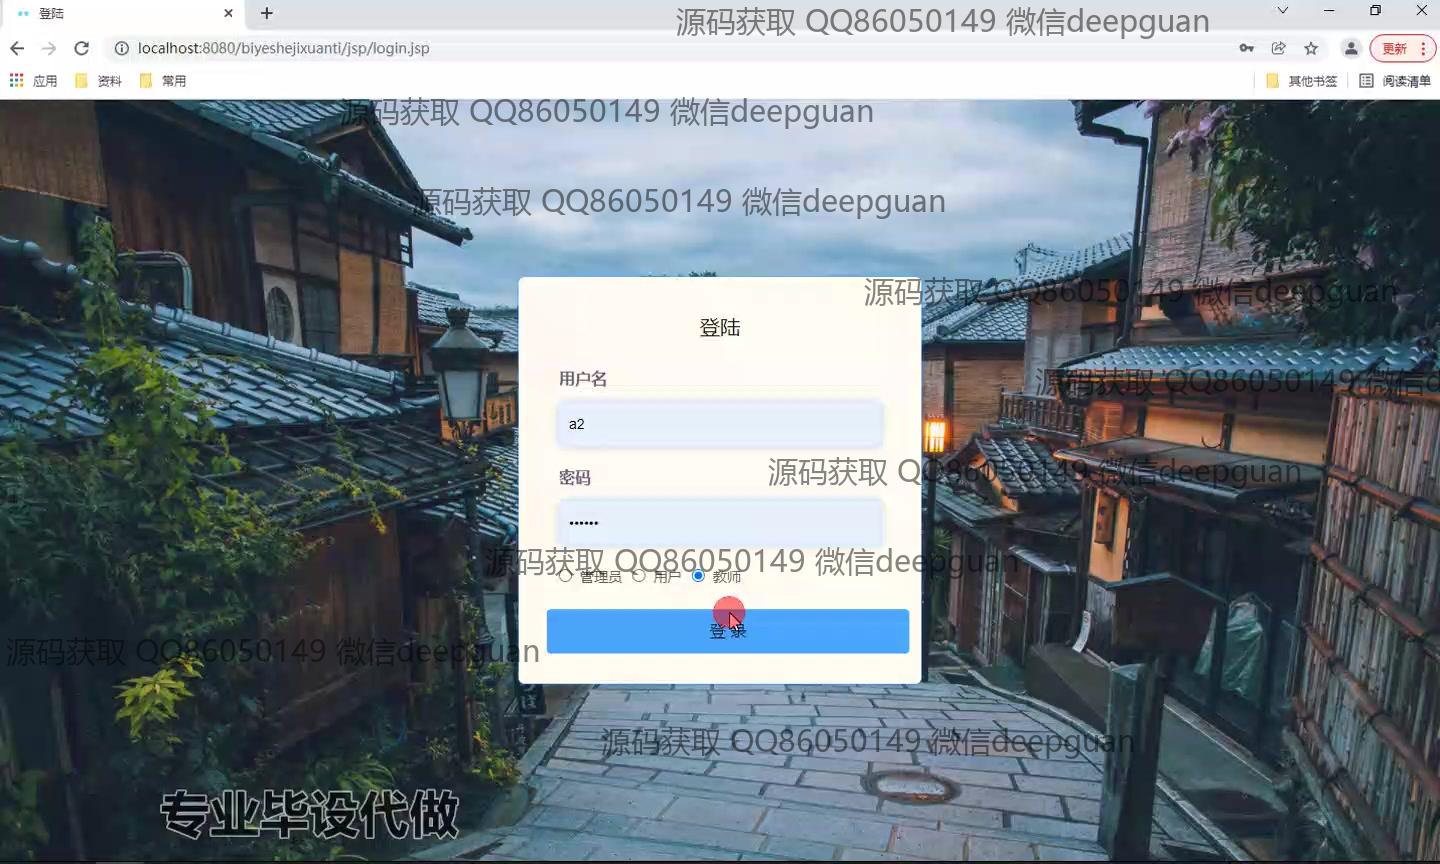 登陆
源码获取 QQ86050149 微信deepguan
localhost:8080/biyeshejixuanti/jsp/login.jsp
更新
应用 资料 常用 其他书签 阅读清单
源码获取 QQ86050149 微信deepguan
源码获取 QQ86050149 微信deepguan
源码获取 QQ86050149 微信deepguan
登陆
用户名
源码获取 QQ86050149 微信d
a2
密码
源码获取 QQ86050149 微信deepguan
••••••
源码获取 QQ86050149 微信deepguan
管理员 用户 教师
登录
源码获取 QQ86050149 微信deepguan
源码获取 QQ86050149 微信deepguan
专业毕设代做